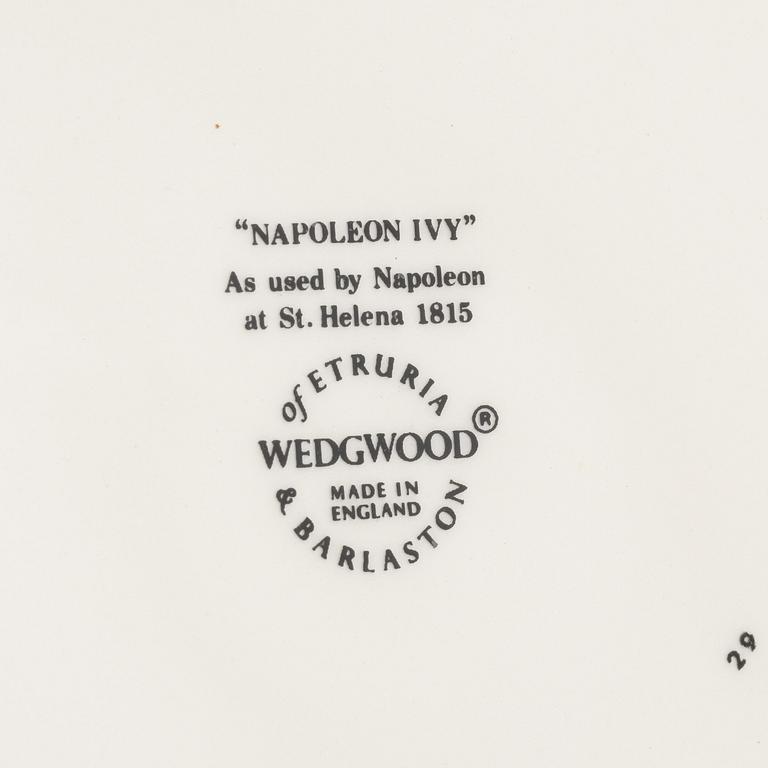 “NAPOLEON IVY”
As used by Napoleon
at St. Helena 1815
of ETRURIA
WEDGWOOD®
MADE IN
ENGLAND
& BARLASTON
29